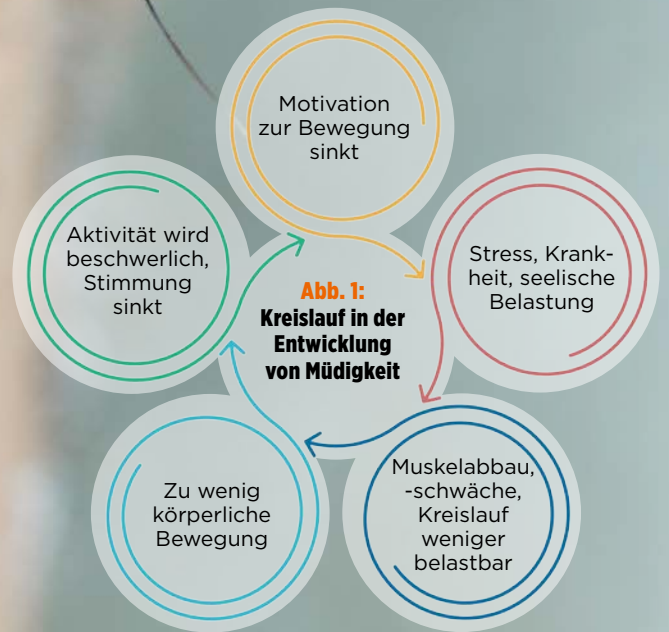 Motivation
zur Bewegung
sinkt
Stress, Krank-
heit, seelische
Belastung
Muskelabbau,
-schwäche,
Kreislauf
weniger
belastbar
Zu wenig
körperliche
Bewegung
Aktivität wird
beschwerlich,
Stimmung
sinkt
Abb. 1:
Kreislauf in der
Entwicklung
von Müdigkeit